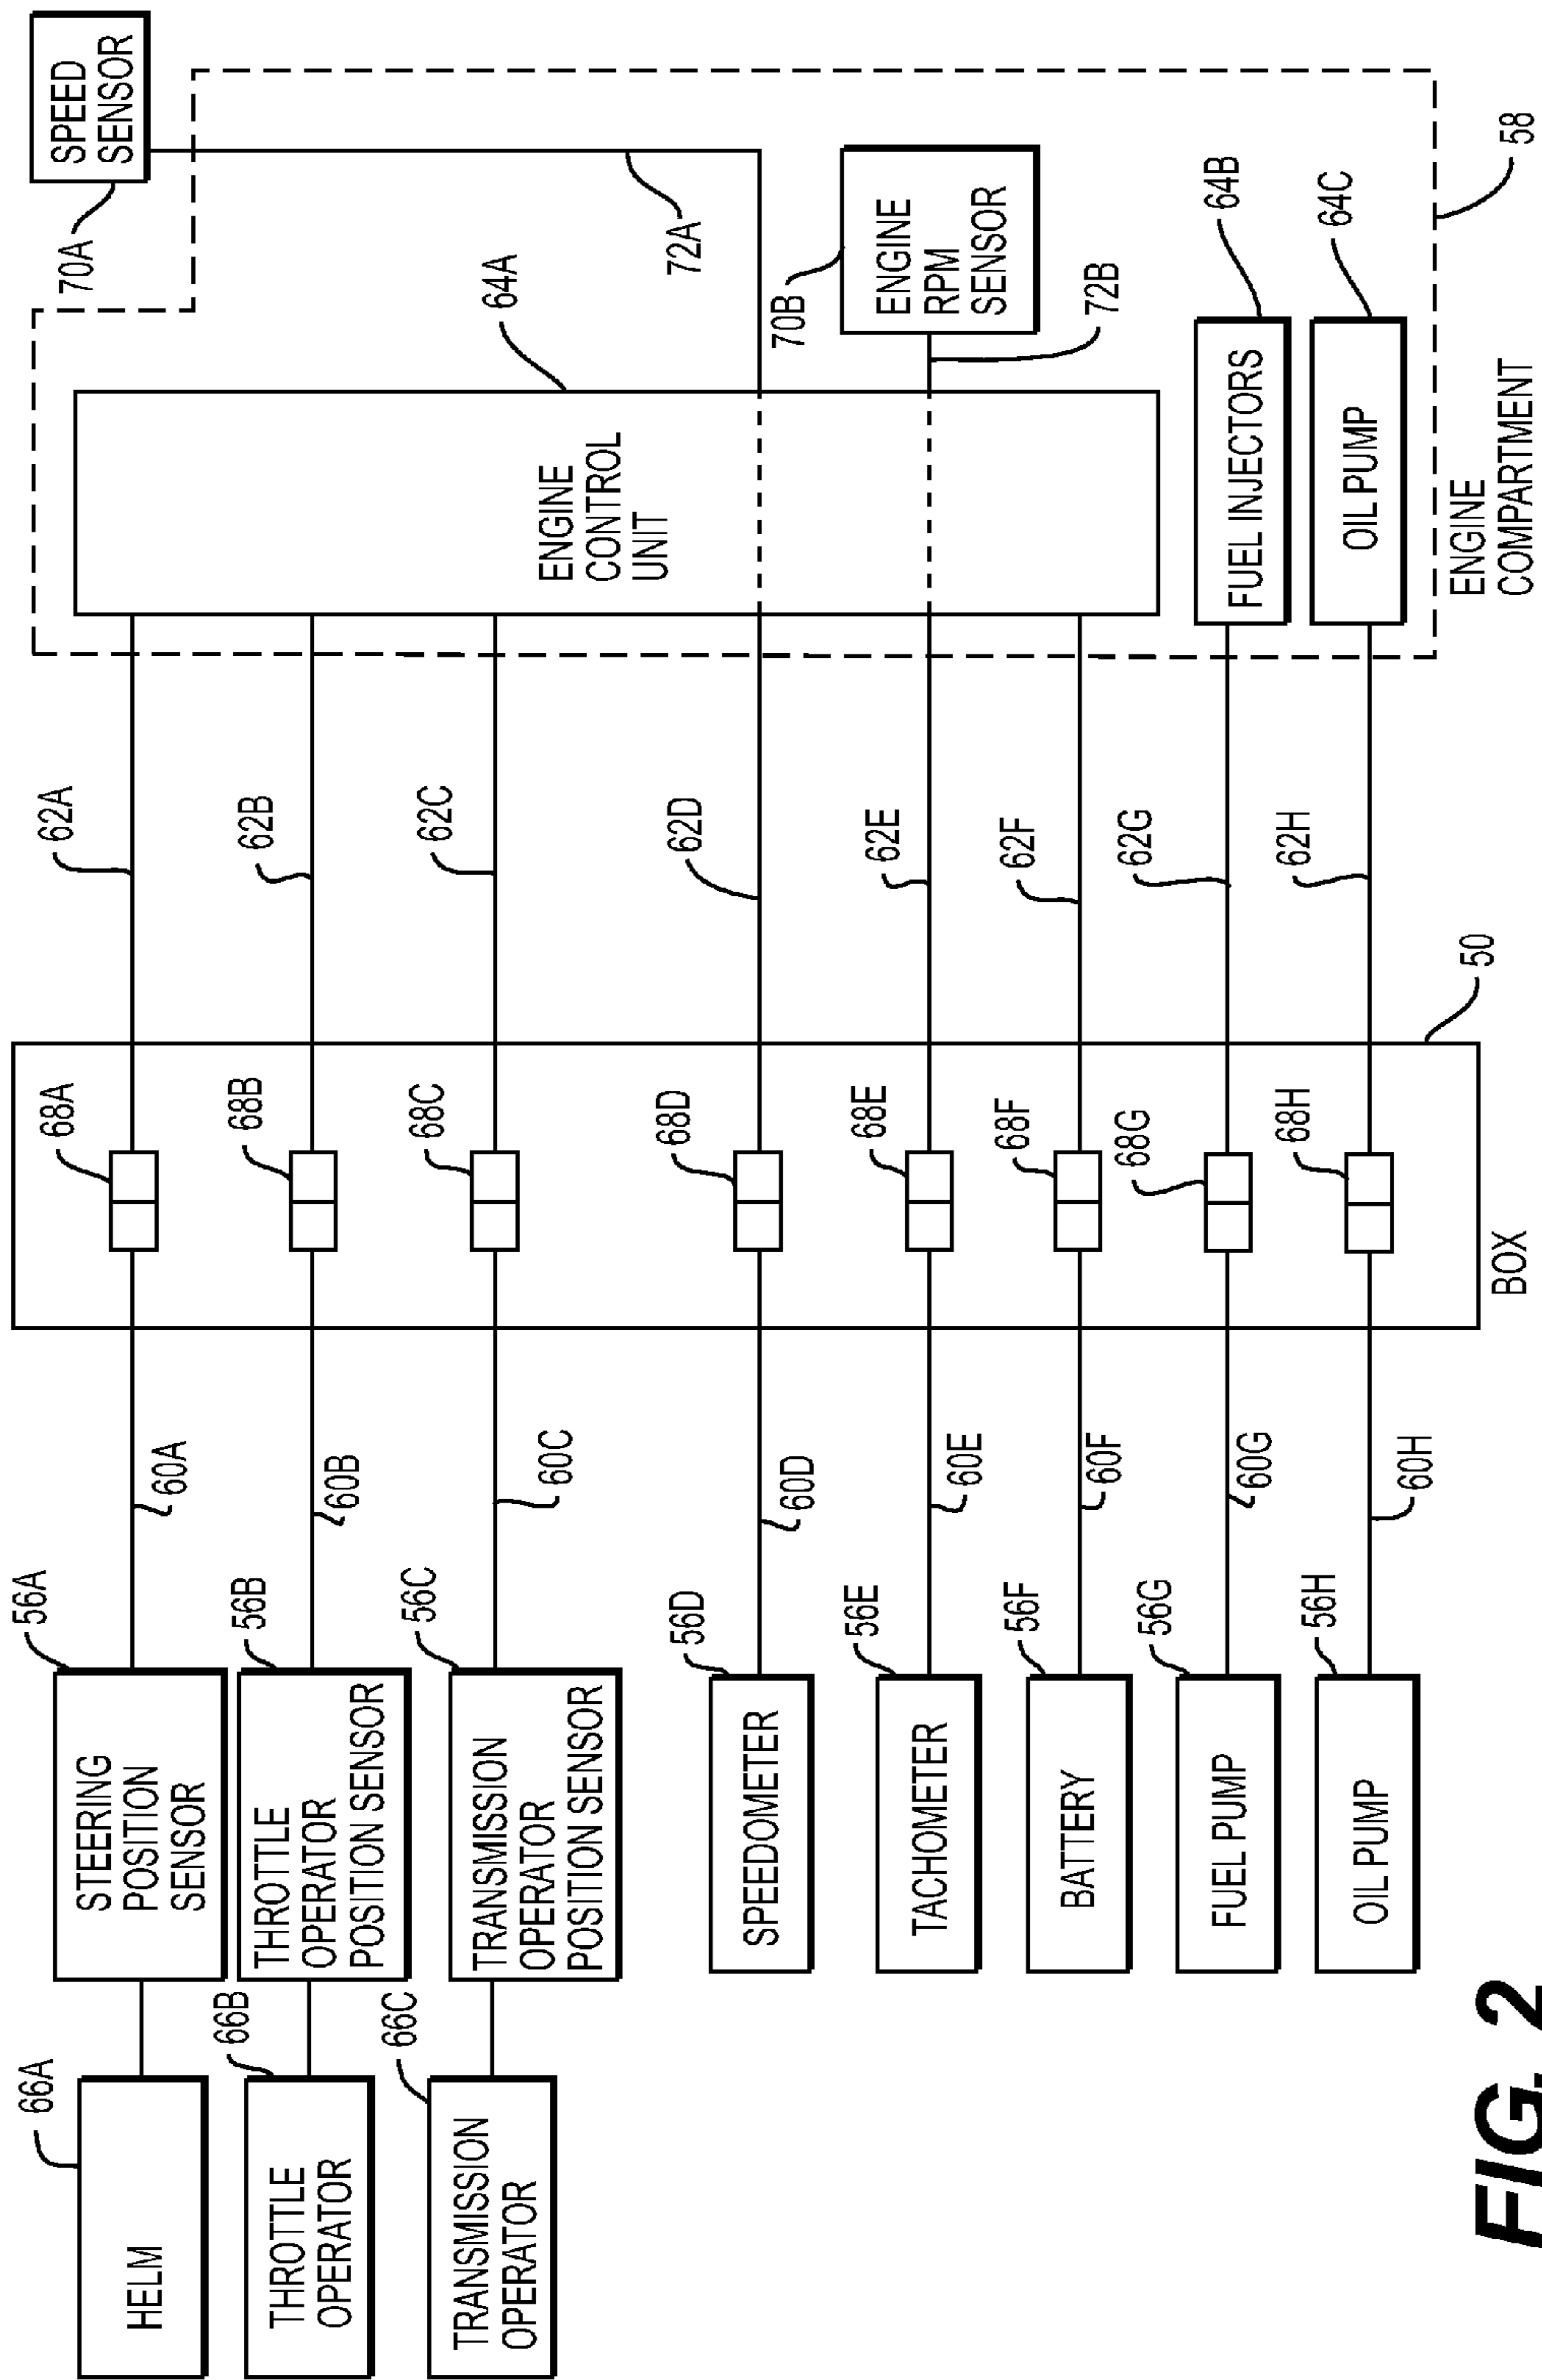 66A
HELM
66B
THROTTLE
OPERATOR
66C
TRANSMISSION
OPERATOR
56A
STEERING
POSITION
SENSOR
56B
THROTTLE
OPERATOR
POSITION SENSOR
56C
TRANSMISSION
OPERATOR
POSITION SENSOR
56D
SPEEDOMETER
56E
TACHOMETER
56F
BATTERY
56G
FUEL PUMP
56H
OIL PUMP
60A
60B
60C
60D
60E
60F
60G
60H
68A
68B
68C
68D
68E
68F
68G
68H
BOX
50
62A
62B
62C
62D
62E
62F
62G
62H
ENGINE
CONTROL
UNIT
64A
SPEED
SENSOR
70A
72A
ENGINE
RPM
SENSOR
70B
72B
FUEL INJECTORS
64B
OIL PUMP
64C
ENGINE
COMPARTMENT
58
FIG. 2